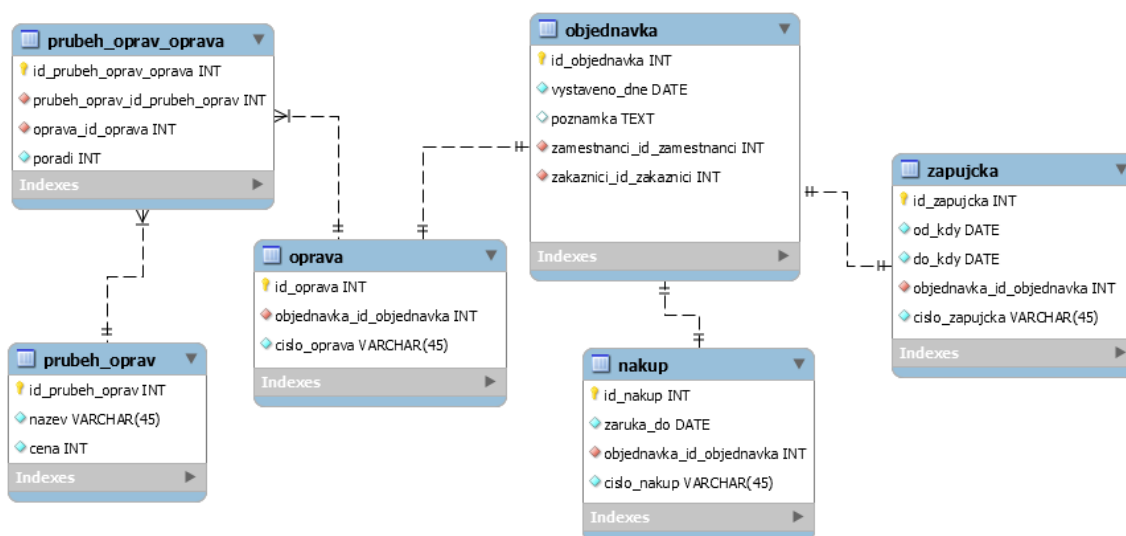 prubeh_oprav_oprava
id_prubeh_oprav_oprava INT
prubeh_oprav_id_prubeh_oprav INT
oprava_id_oprava INT
poradi INT
Indexes
objednavka
id_objednavka INT
vystaveno_dne DATE
poznamka TEXT
zamestnanci_id_zamestnanci INT
zakaznici_id_zakaznici INT
Indexes
zapujcka
id_zapujcka INT
od_kdy DATE
do_kdy DATE
objednavka_id_objednavka INT
cislo_zapujcka VARCHAR(45)
Indexes
oprava
id_oprava INT
objednavka_id_objednavka INT
cislo_oprava VARCHAR(45)
Indexes
prubeh_oprav
id_prubeh_oprav INT
nazev VARCHAR(45)
cena INT
Indexes
nakup
id_nakup INT
zaruka_do DATE
objednavka_id_objednavka INT
cislo_nakup VARCHAR(45)
Indexes